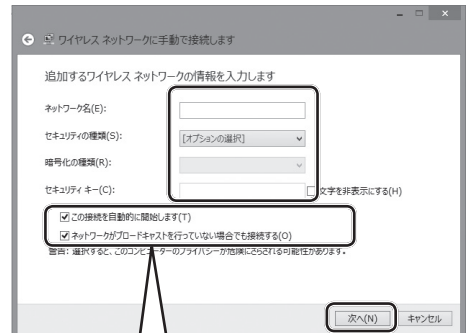 ワイヤレス ネットワークに手動で接続します
追加するワイヤレス ネットワークの情報を入力します
ネットワーク名(E):
セキュリティの種類(S):
[オプションの選択]
暗号化の種類(R):
セキュリティ キー(C):
文字を非表示にする(H)
この接続を自動的に開始します(T)
ネットワークがブロードキャストを行っていない場合でも接続する(O)
警告: 選択すると、このコンピューターのプライバシーが危険にさらされる可能性があります。
次へ(N)
キャンセル